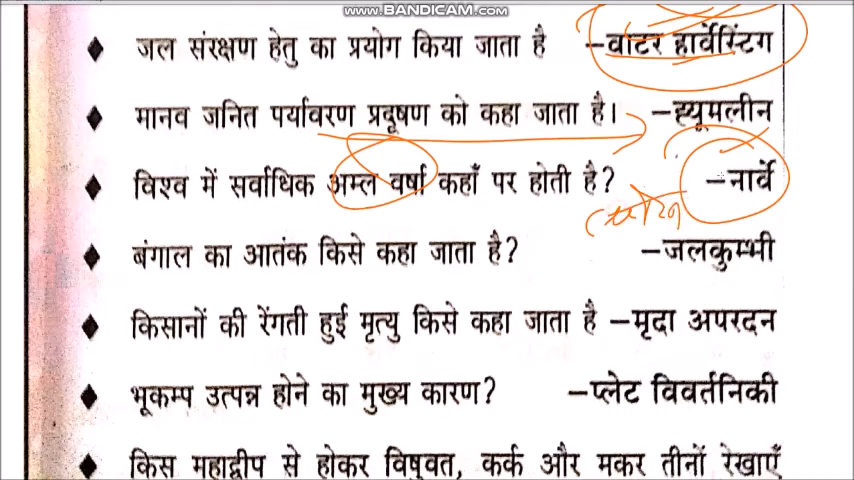 www.BANDICAM.com
जल संरक्षण हेतु का प्रयोग किया जाता है –वाटर हार्वेस्टिंग
मानव जनित पर्यावरण प्रदूषण को कहा जाता है। –ह्यूमलीन
विश्व में सर्वाधिक अम्ल वर्षा कहाँ पर होती है? –नार्वे
बंगाल का आतंक किसे कहा जाता है? –जलकुम्भी
किसानों की रेंगती हुई मृत्यु किसे कहा जाता है –मृदा अपरदन
भूकम्प उत्पन्न होने का मुख्य कारण? –प्लेट विवर्तनिकी
किस महाद्वीप से होकर विषुवत, कर्क और मकर तीनों रेखाएँ